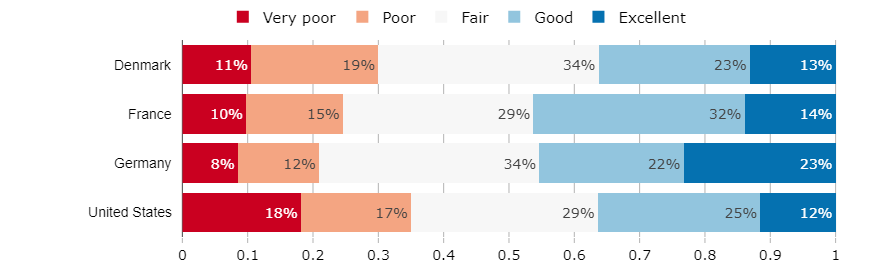 Very poor Poor Fair Good Excellent
Denmark 11% 19% 34% 23% 13%
France 10% 15% 29% 32% 14%
Germany 8% 12% 34% 22% 23%
United States 18% 17% 29% 25% 12%
0 0.1 0.2 0.3 0.4 0.5 0.6 0.7 0.8 0.9 1